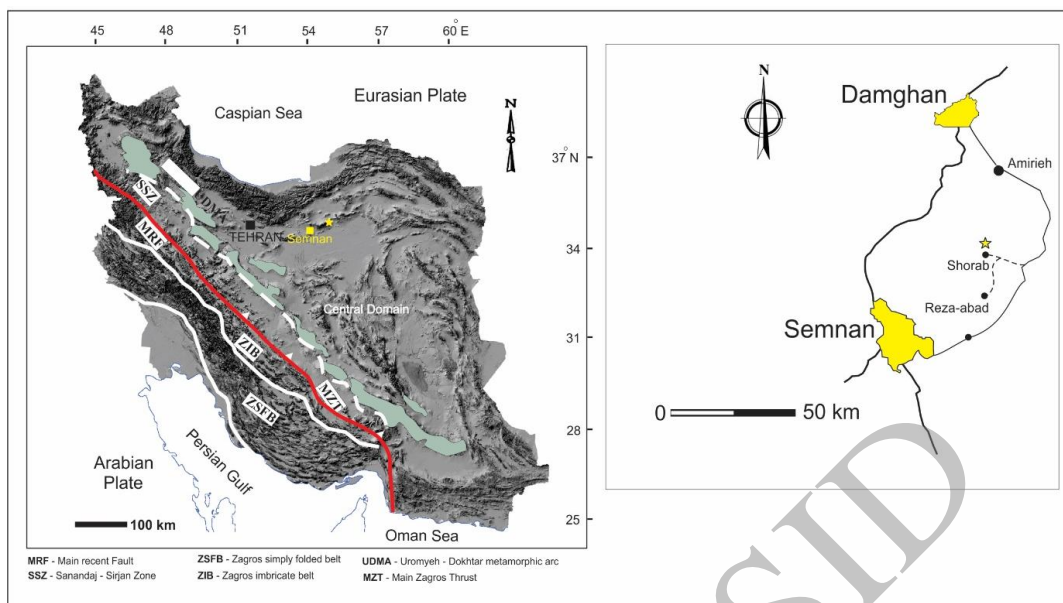 45 48 51 54 57 60 E
Eurasian Plate
Caspian Sea
N
37 N
SSZ
UDMA
TEHRAN
Semnan
MRF
34
Central Domain
31
ZIB
MZT
ZSFB
28
Persian Gulf
Arabian
Plate
100 km
Oman Sea
25
MRF - Main recent Fault
ZSFB - Zagros simply folded belt
UDMA - Uromyeh - Dokhtar metamorphic arc
SSZ - Sanandaj - Sirjan Zone
ZIB - Zagros imbricate belt
MZT - Main Zagros Thrust
N
Damghan
Amirieh
Shorab
Reza-abad
Semnan
0 50 km
SID